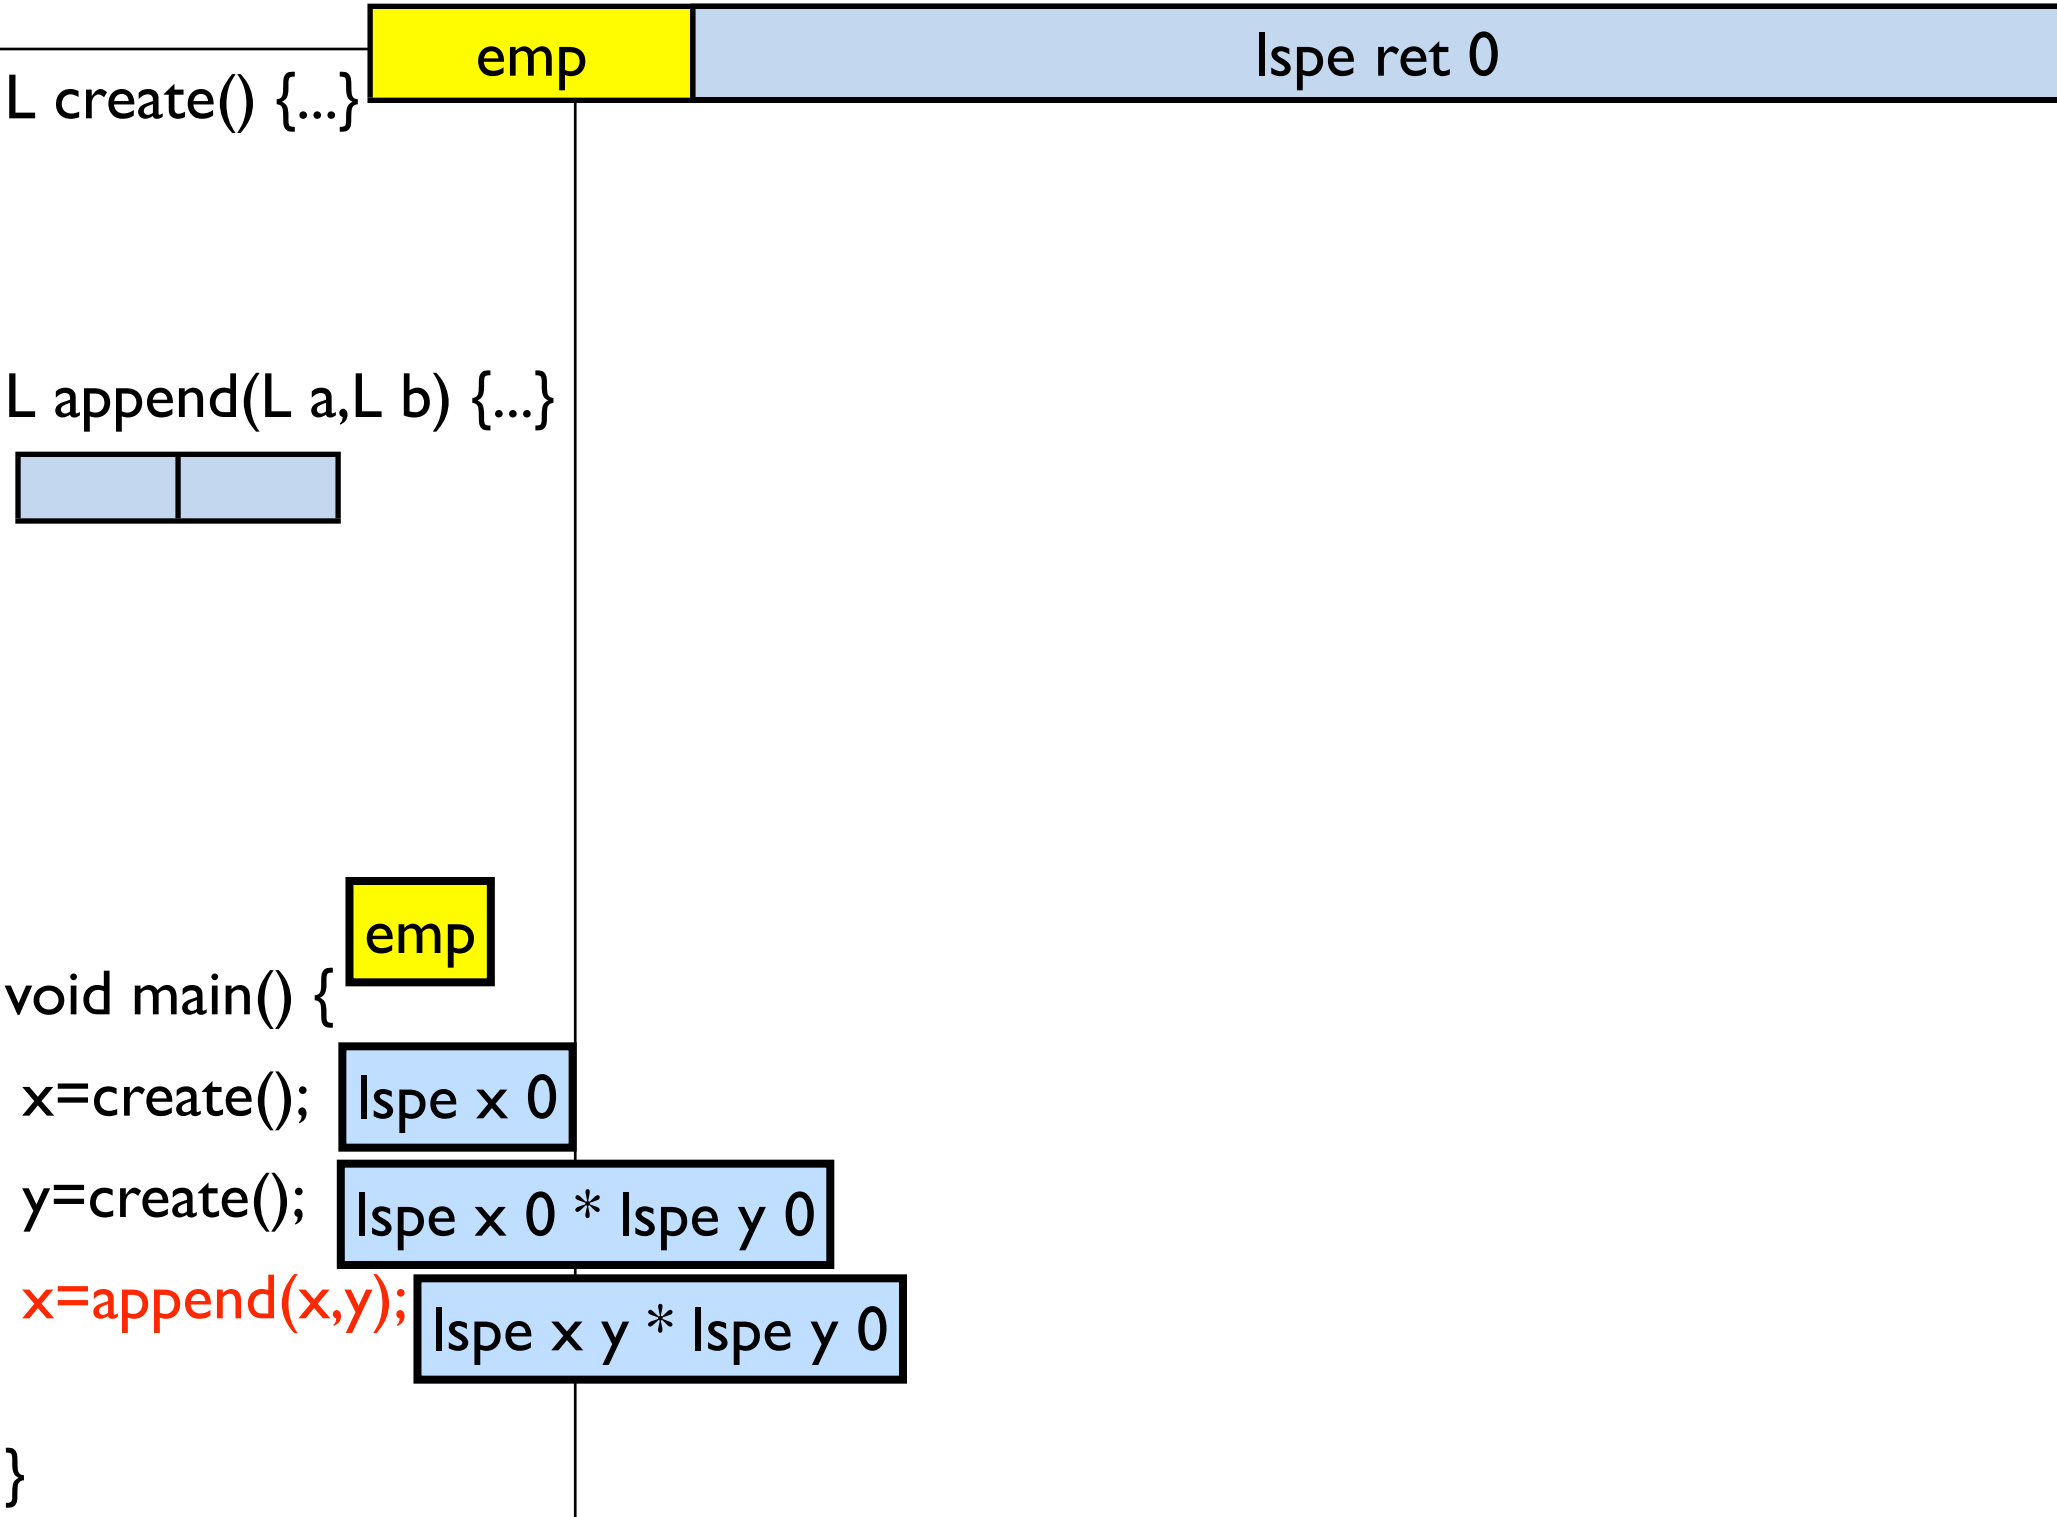 emp lspe ret 0
L create() {...}
L append(L a,L b) {...}
emp
void main() {
x=create(); lspe x 0
y=create(); lspe x 0 * lspe y 0
x=append(x,y); lspe x y * lspe y 0
}